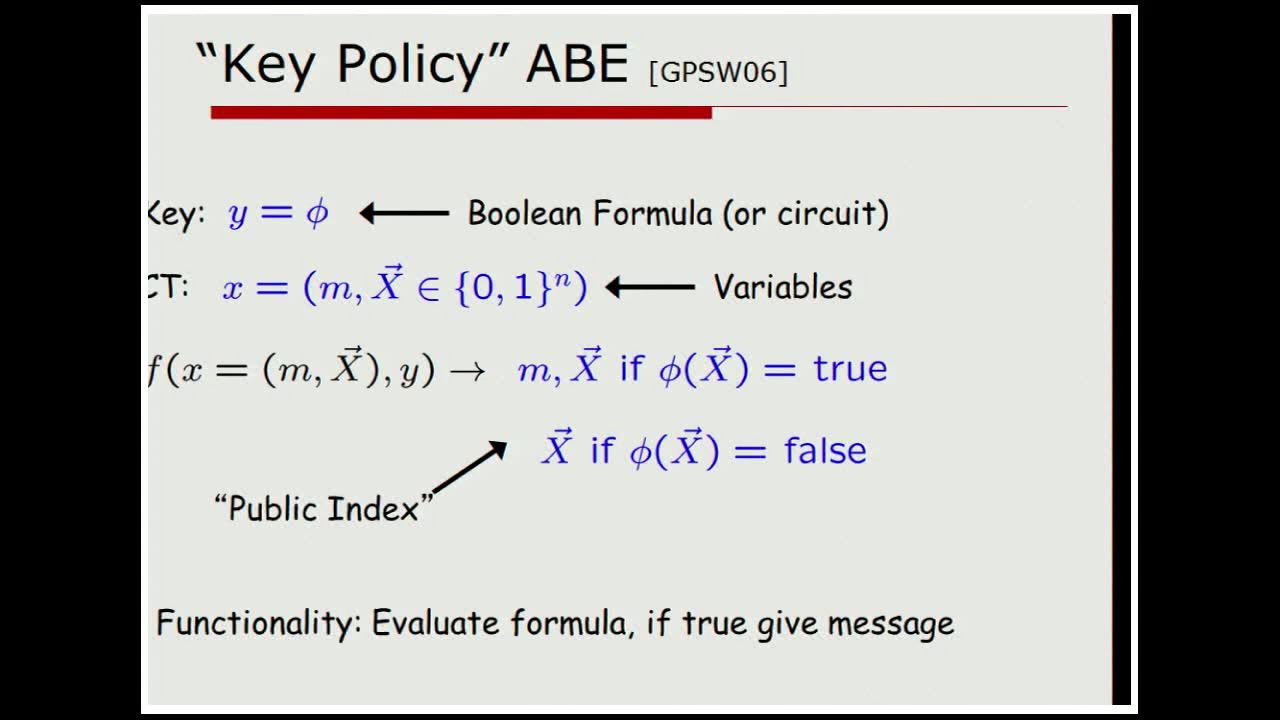 “Key Policy” ABE [GPSW06]
Key: y = ϕ ← Boolean Formula (or circuit)
CT: x = (m, X⃗ ∈ {0, 1}ⁿ) ← Variables
f(x = (m, X⃗), y) → m, X⃗ if ϕ(X⃗) = true
X⃗ if ϕ(X⃗) = false
“Public Index”
Functionality: Evaluate formula, if true give message